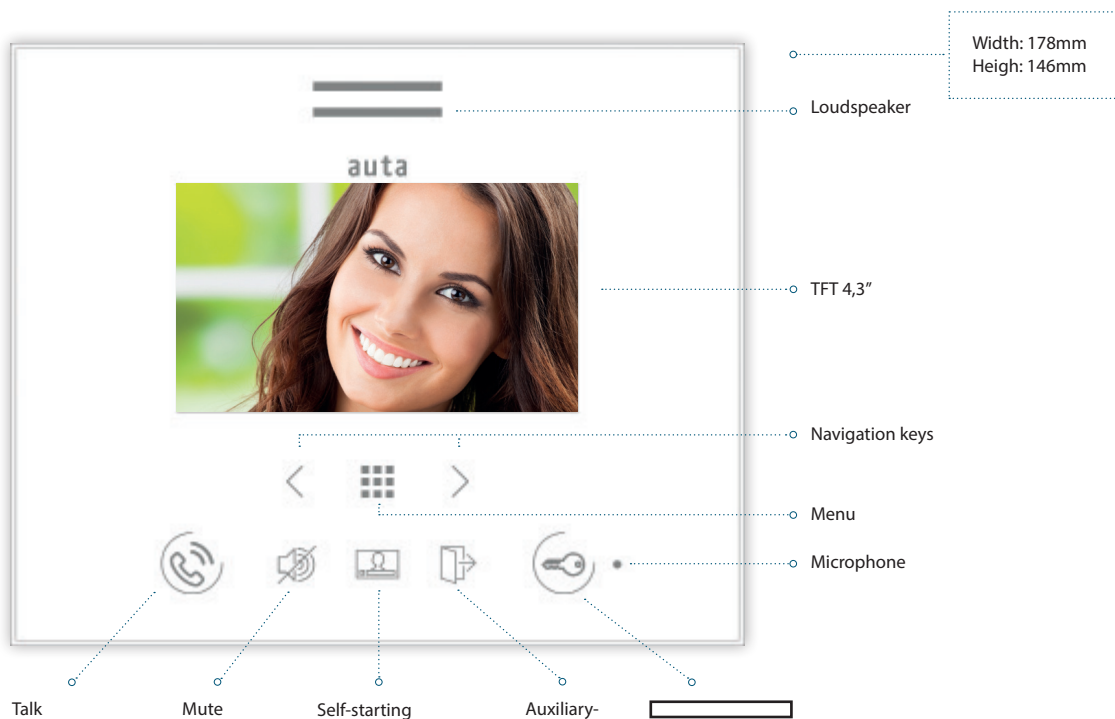 Width: 178mm
Heigh: 146mm
Loudspeaker
auta
TFT 4,3”
Navigation keys
Menu
Microphone
Talk
Mute
Self-starting
Auxiliary-